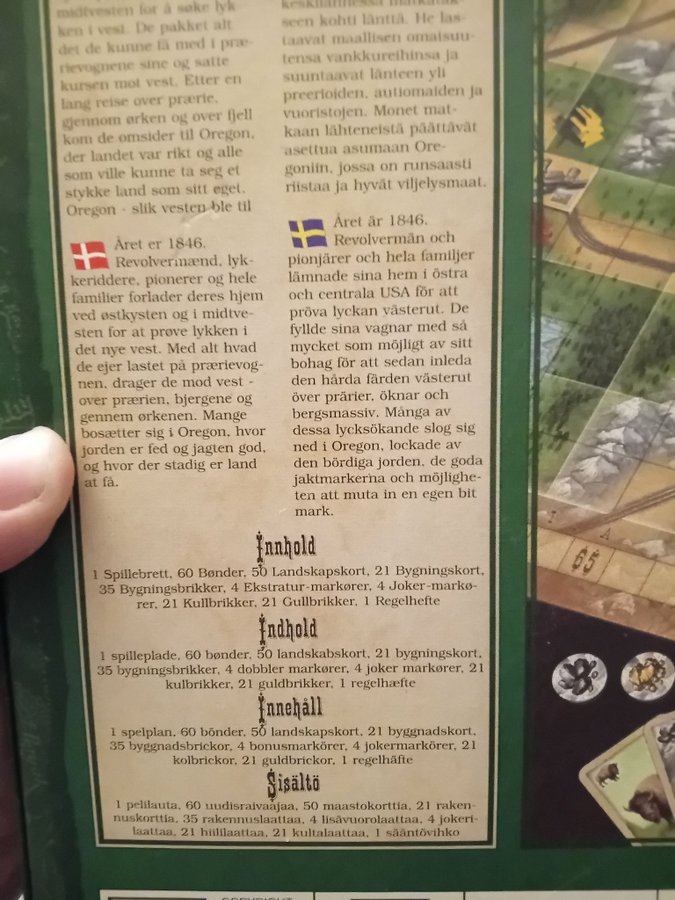 midtvesten for å søke lyk-
ken i vest. De pakket alt
det de kunne få med i præ-
rievognene sine og satte
kursen mot vest. Etter en
lang reise over prærie,
gjennom ørken og over fjell
kom de omsider til Oregon,
der landet var rikt og alle
som ville kunne ta seg et
stykke land som sitt eget.
Oregon - slik vesten ble til
seen kohti länttä. He las-
taavat maallisen omaisuu-
tensa vankkureihinsa ja
suuntaavat länteen yli
preerioiden, autiomaiden ja
vuoristojen. Monet mat-
kaan lähteneistä päättävät
asettua asumaan Ore-
goniin, jossa on runsaasti
riistaa ja hyvät viljelysmaat.
Året er 1846.
Revolvermænd, lyk-
keriddere, pionerer og hele
familier forlader deres hjem
ved østkysten og i midtve-
sten for at prøve lykken i
det nye vest. Med alt hvad
de ejer lastet på prærievog-
nen, drager de mod vest -
over prærien, bjergene og
gennem ørkenen. Mange
bosætter sig i Oregon, hvor
jorden er fed og jagten god,
og hvor der stadig er land
at få.
Året är 1846.
Revolvermän och
pionjärer och hela familjer
lämnade sina hem i östra
och centrala USA för att
pröva lyckan västerut. De
fyllde sina vagnar med så
mycket som möjligt av sitt
bohag för att sedan inleda
den hårda färden västerut
över prärier, öknar och
bergsmassiv. Många av
dessa lycksökande slog sig
ned i Oregon, lockade av
den bördiga jorden, de goda
jaktmarkerna och möjlighe-
ten att muta in en egen bit
mark.
Innhold
1 Spillebrett, 60 Bønder, 50 Landskapskort, 21 Bygningskort,
35 Bygningsbrikker, 4 Ekstratur-markører, 4 Joker-markø-
rer, 21 Kullbrikker, 21 Gullbrikker, 1 Regelhefte
Indhold
1 spilleplade, 60 bønder, 50 landskabskort, 21 bygningskort,
35 bygningsbrikker, 4 dobbler markører, 4 joker markører, 21
kulbrikker, 21 guldbrikker, 1 regelhæfte
Innehåll
1 spelplan, 60 bönder, 50 landskapskort, 21 byggnadskort,
35 byggnadsbrickor, 4 bonusmarkörer, 4 jokermarkörer, 21
kolbrickor, 21 guldbrickor, 1 regelhäfte
Sisältö
1 pelilauta, 60 uudisraivaajaa, 50 maastokorttia, 21 raken-
nuskorttia, 35 rakennuslaattaa, 4 lisävuorolaattaa, 4 jokeri-
laattaa, 21 hiililaattaa, 21 kultalaattaa, 1 sääntövihko